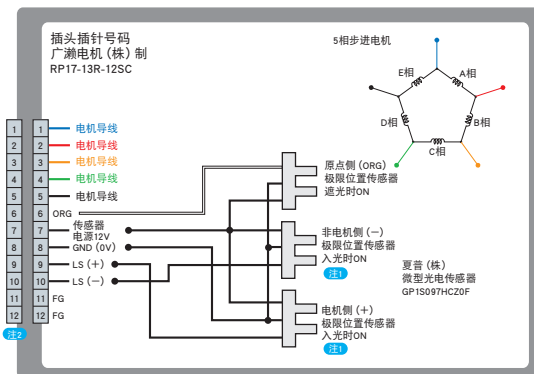 插头插针号码
广濑电机(株)制
RP17-13R-12SC
5相步进电机
E相
A相
D相
B相
C相
1 1 电机导线
2 2 电机导线
3 3 电机导线
4 4 电机导线
5 5 电机导线
6 6 ORG
7 7 传感器
电源12V
8 8 GND (0V)
9 9 LS (+)
10 10 LS (−)
11 11 FG
12 12 FG
注2
原点侧 (ORG)
极限位置传感器
遮光时ON
非电机侧 (−)
极限位置传感器
入光时ON
注1
电机侧 (+)
极限位置传感器
入光时ON
注1
夏普(株)
微型光电传感器
GP1S097HCZ0F